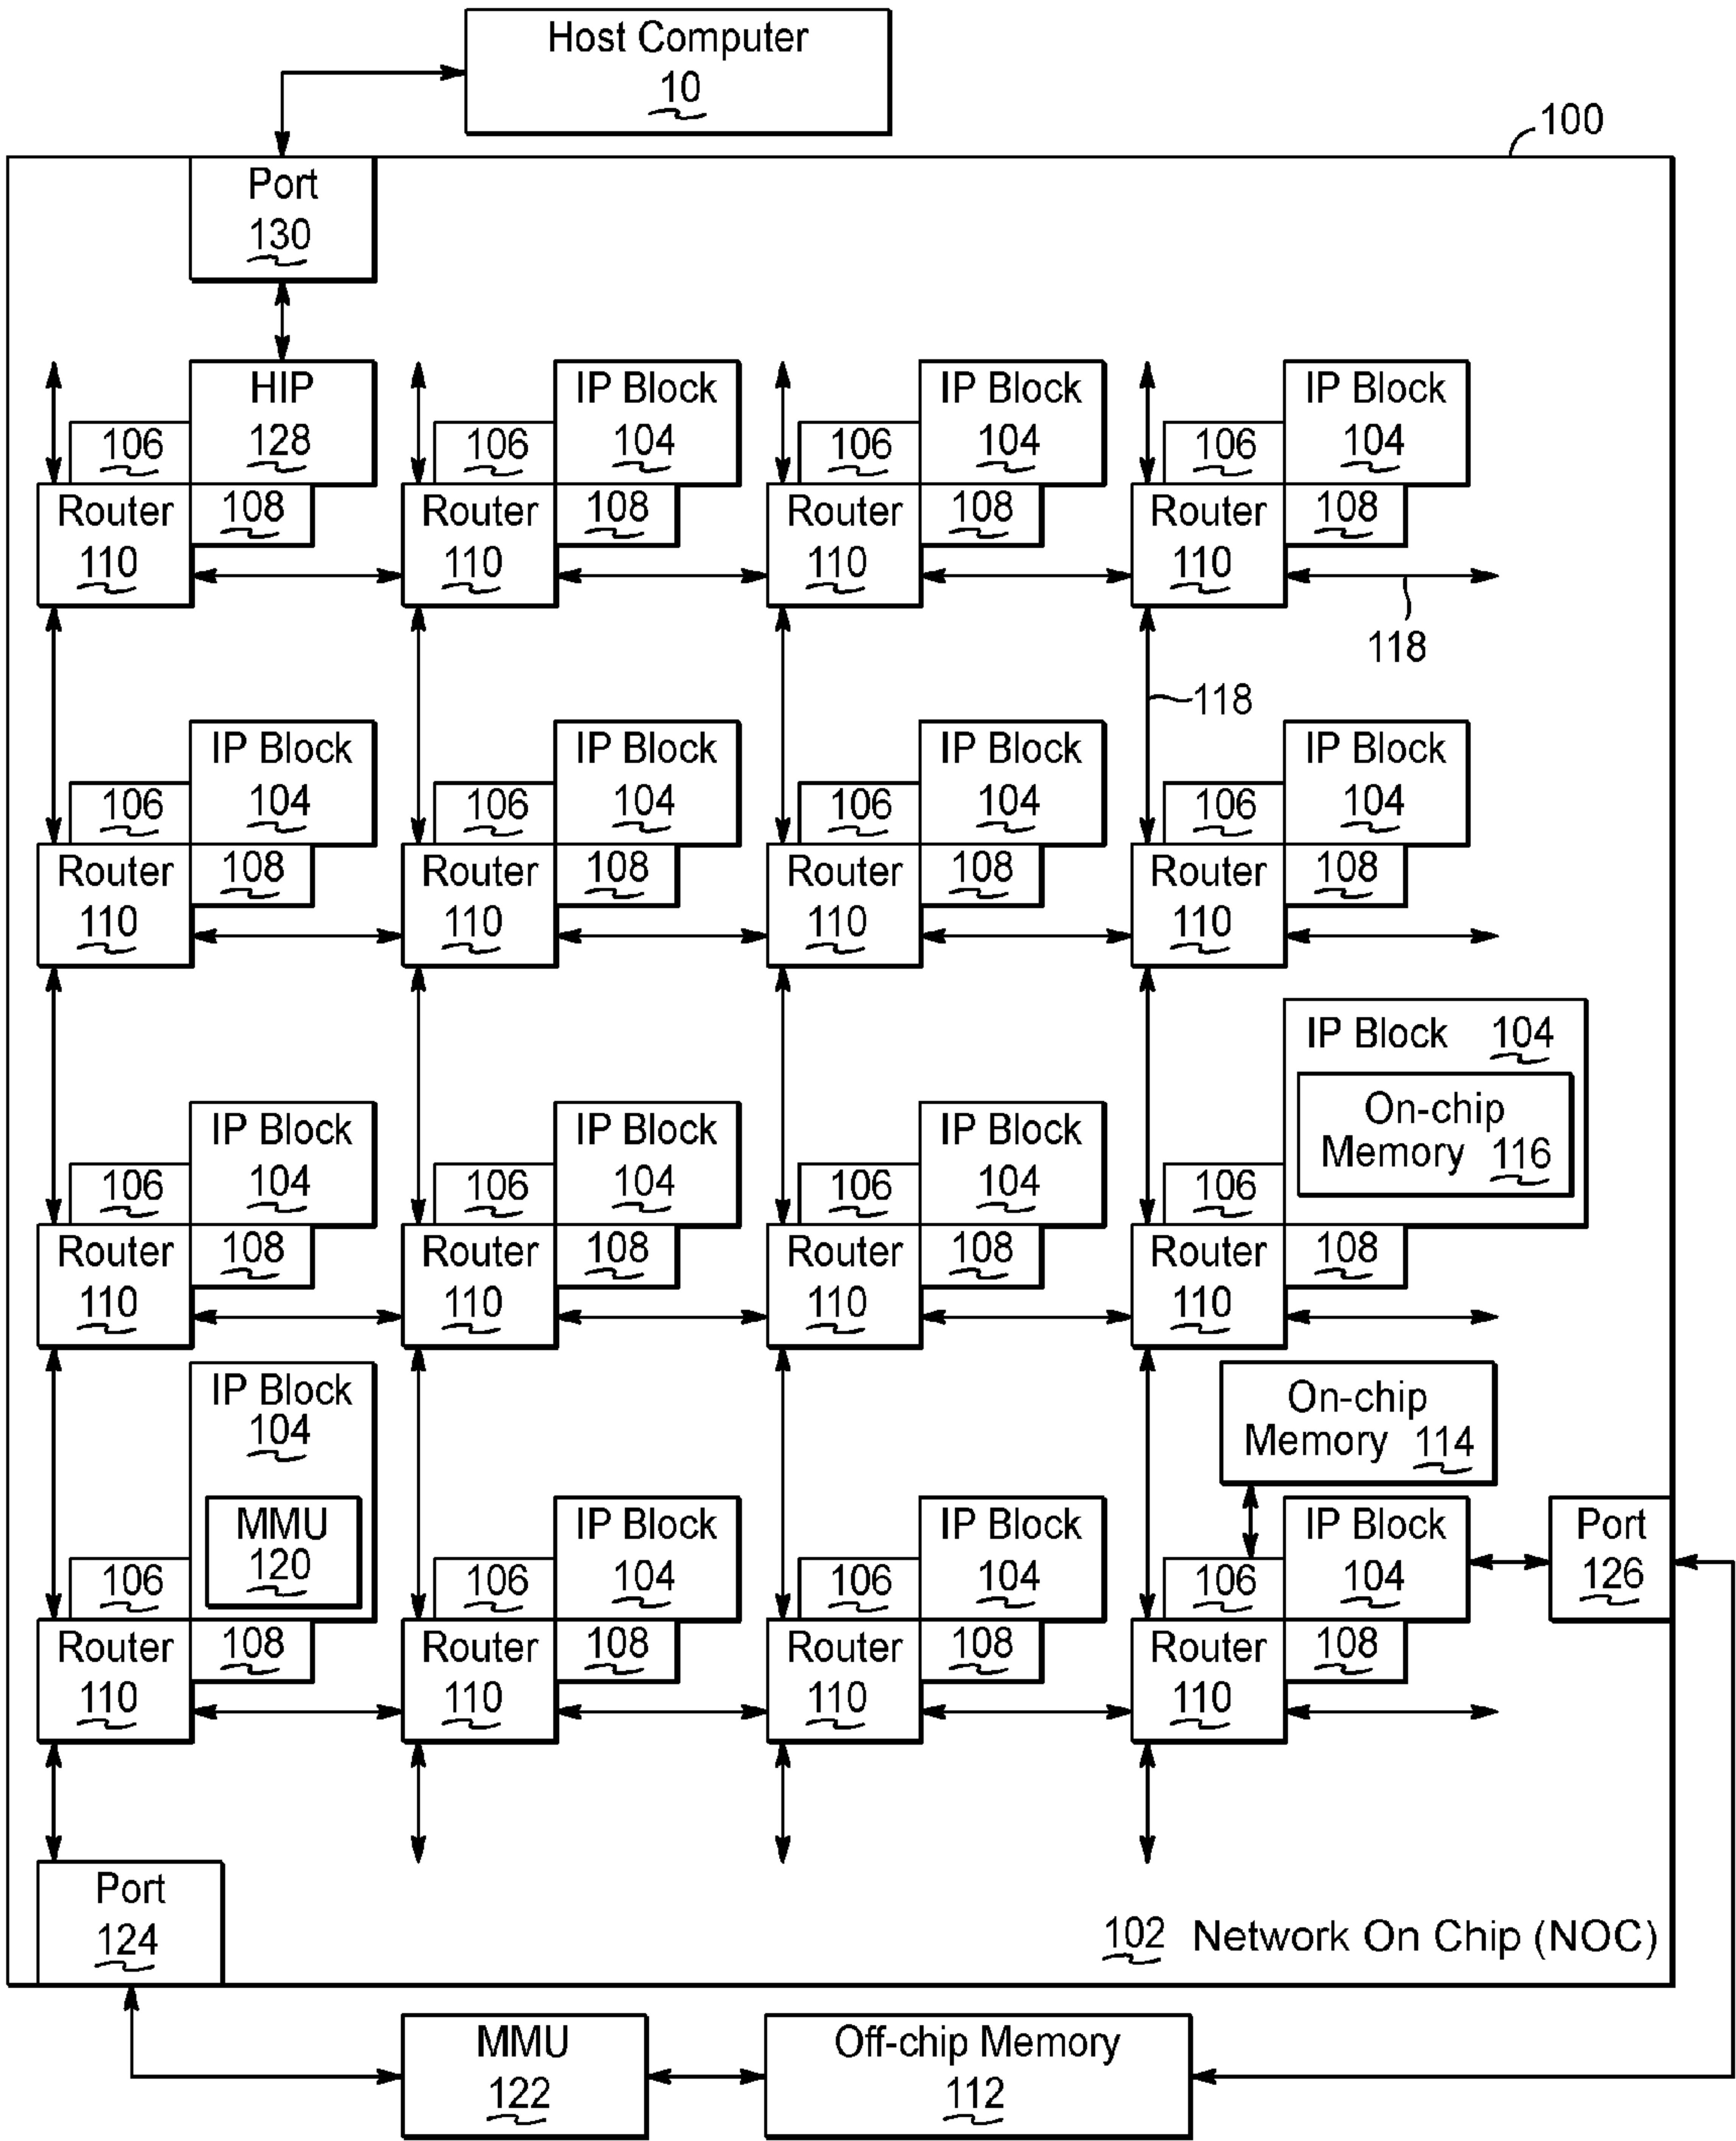 Host Computer
10
100
Port
130
HIP IP Block IP Block IP Block
106 128 106 104 106 104 106 104
Router 108 Router 108 Router 108 Router 108
110 110 110 110
118
118
IP Block IP Block IP Block IP Block
106 104 106 104 106 104 106 104
Router 108 Router 108 Router 108 Router 108
110 110 110 110
IP Block 104
On-chip
Memory 116
IP Block IP Block IP Block
106 104 106 104 106 104 106
Router 108 Router 108 Router 108 Router 108
110 110 110 110
IP Block
104
On-chip
Memory 114
MMU IP Block IP Block IP Block Port
106 120 106 104 106 104 106 104 126
Router 108 Router 108 Router 108 Router 108
110 110 110 110
Port
124
102 Network On Chip (NOC)
MMU Off-chip Memory
122 112